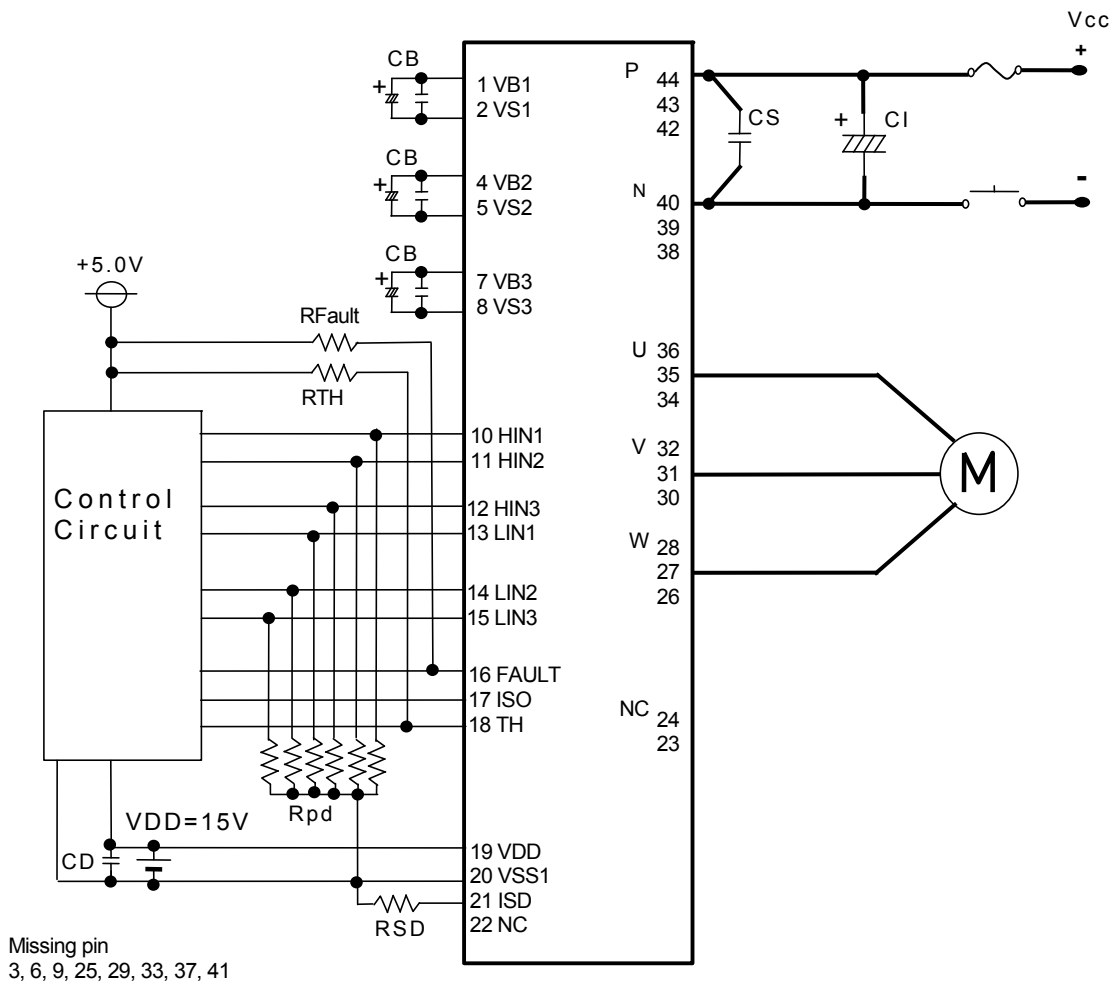 Vcc
+
CB
+
1 VB1
2 VS1
P 44
43
42
CS
+ CI
CB
+
4 VB2
5 VS2
N 40
39
38
-
CB
+
7 VB3
8 VS3
+5.0V
RFault
RTH
U 36
35
34
Control
Circuit
10 HIN1
11 HIN2
12 HIN3
13 LIN1
14 LIN2
15 LIN3
16 FAULT
17 ISO
18 TH
V 32
31
30
M
W 28
27
26
NC 24
23
Rpd
VDD=15V
CD
19 VDD
20 VSS1
21 ISD
22 NC
RSD
Missing pin
3, 6, 9, 25, 29, 33, 37, 41